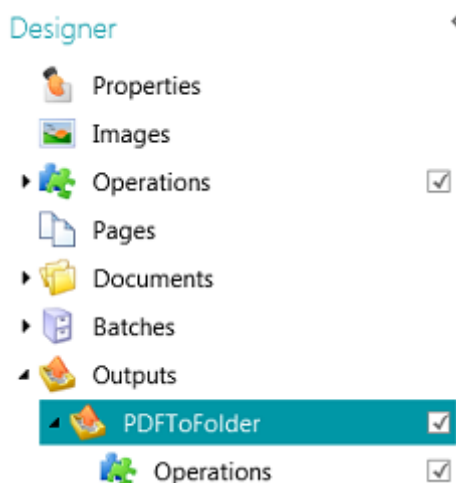 Designer
Properties
Images
Operations
Pages
Documents
Batches
Outputs
PDFToFolder
Operations